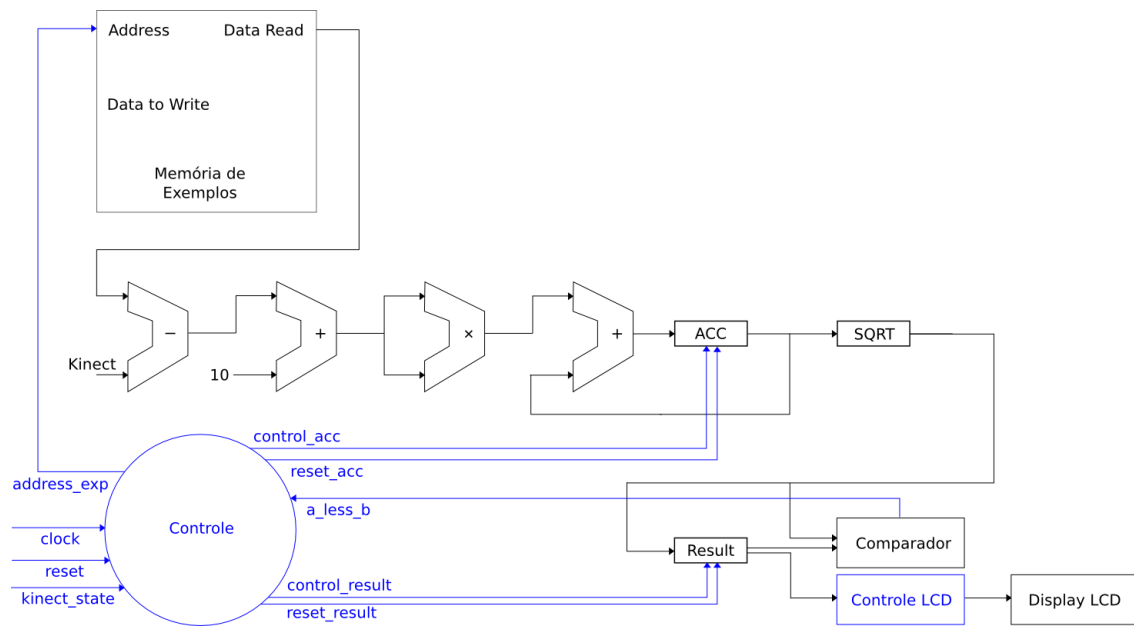 Address
Data Read
Data to Write
Memória de
Exemplos
−
+
×
+
ACC
SQRT
Kinect
10
control_acc
reset_acc
address_exp
a_less_b
Controle
clock
reset
kinect_state
control_result
reset_result
Result
Comparador
Controle LCD
Display LCD